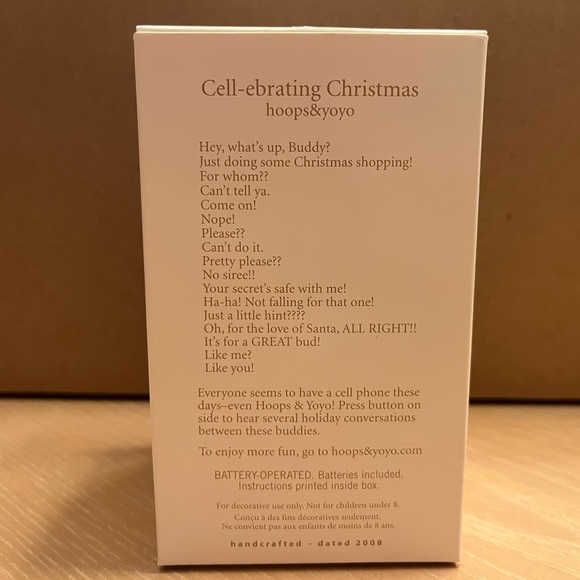 Cell-ebrating Christmas
hoops&yoyo
Hey, what's up, Buddy?
Just doing some Christmas shopping!
For whom??
Can't tell ya.
Come on!
Nope!
Please??
Can't do it.
Pretty please??
No siree!!
Your secret's safe with me!
Ha-ha! Not falling for that one!
Just a little hint????
Oh, for the love of Santa, ALL RIGHT!!
It's for a GREAT bud!
Like me?
Like you!
Everyone seems to have a cell phone these
days–even Hoops & Yoyo! Press button on
side to hear several holiday conversations
between these buddies.
To enjoy more fun, go to hoops&yoyo.com
BATTERY-OPERATED. Batteries included.
Instructions printed inside box.
For decorative use only. Not for children under 8.
Conçu à des fins décoratives seulement.
Ne convient pas aux enfants de moins de 8 ans.
handcrafted – dated 2008